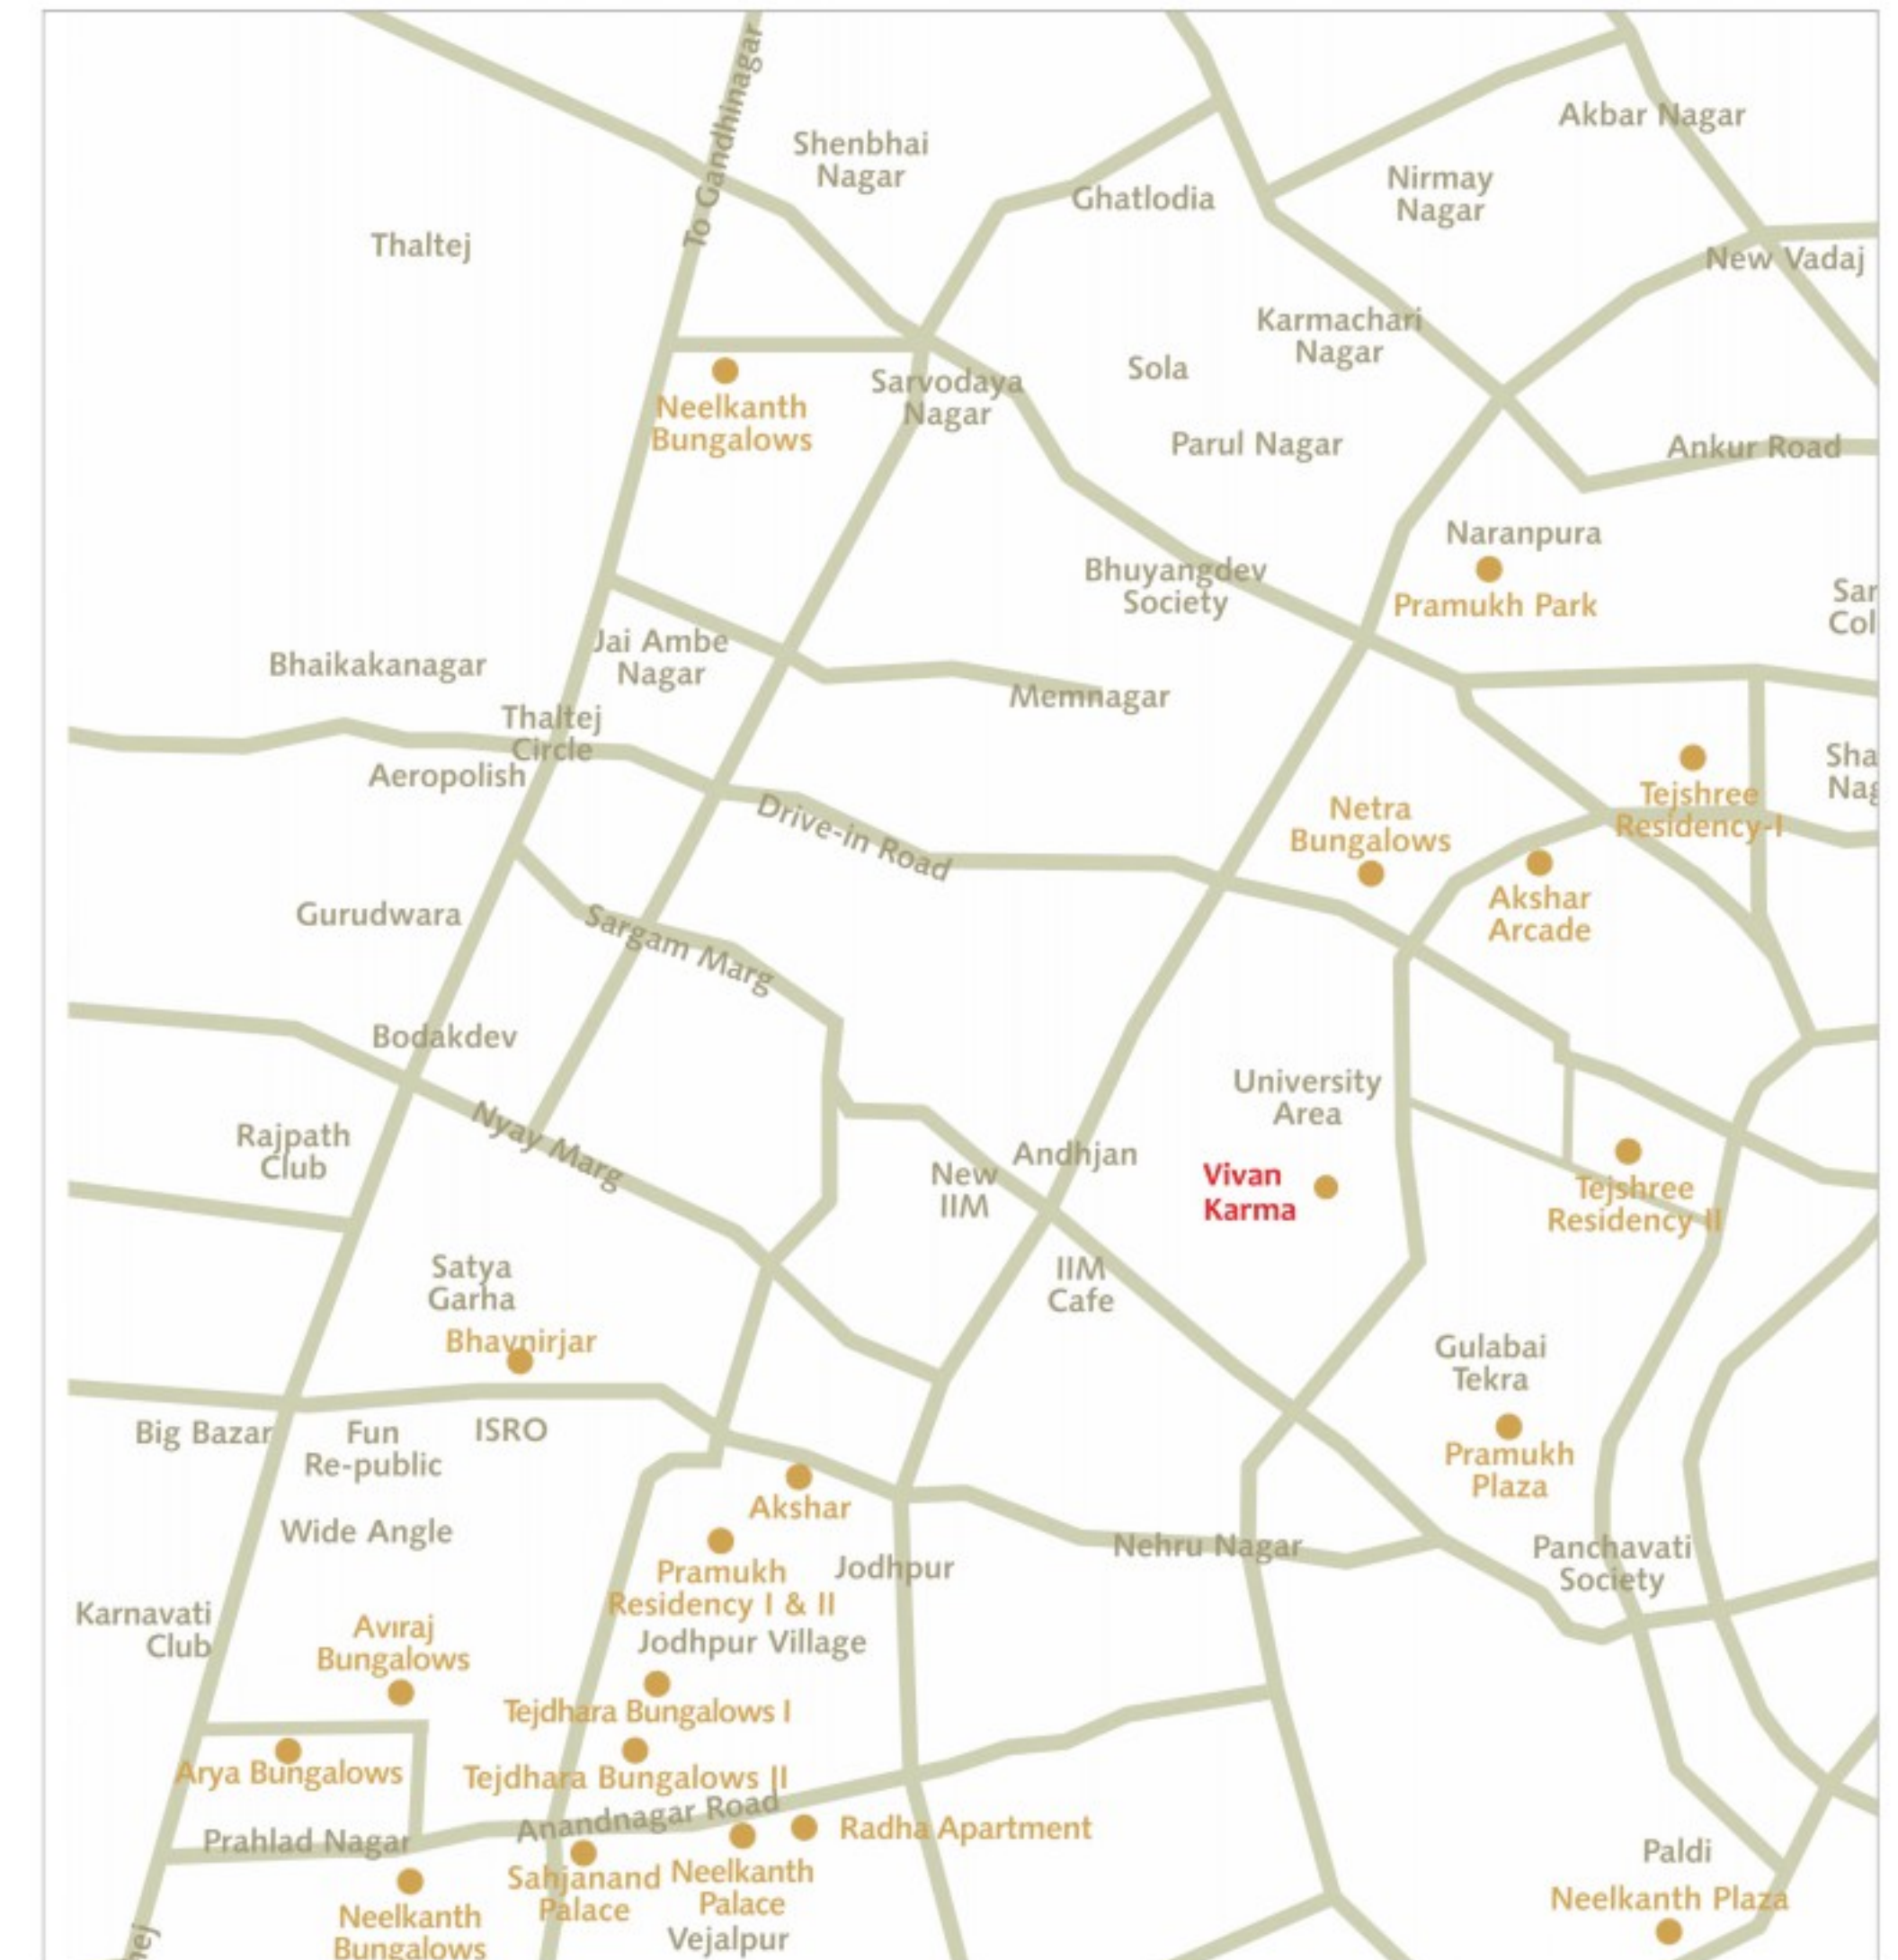 To Gandhinagar
Shenbhai
Nagar
Akbar Nagar
Nirmay
Nagar
Ghatlodia
Thaltej
New Vadaj
Karmachari
Nagar
Sola
Neelkanth
Bungalows
Sarvodaya
Nagar
Parul Nagar
Ankur Road
Naranpura
Pramukh Park
Bhuyangdev
Society
Sar
Col
Jai Ambe
Nagar
Bhaikakanagar
Memnagar
Thaltej
Circle
Aeropolish
Drive-in Road
Sha
Nag
Tejshree
Residency-I
Netra
Bungalows
Akshar
Arcade
Gurudwara
Sargam Marg
Bodakdev
University
Area
Nyay Marg
Rajpath
Club
Andhjan
New
IIM
Vivan
Karma
Tejshree
Residency II
Satya
Garha
IIM
Cafe
Bhavnirjar
Gulabai
Tekra
Big Bazar
Fun
Re-public
ISRO
Pramukh
Plaza
Akshar
Wide Angle
Nehru Nagar
Panchavati
Society
Pramukh
Residency I & II
Jodhpur
Karnavati
Club
Aviraj
Bungalows
Jodhpur Village
Tejdhara Bungalows I
Arya Bungalows
Tejdhara Bungalows II
Anandnagar Road
Radha Apartment
Prahlad Nagar
Paldi
Sahjanand
Palace
Neelkanth
Palace
Neelkanth Plaza
Neelkanth
Bungalows
Vejalpur